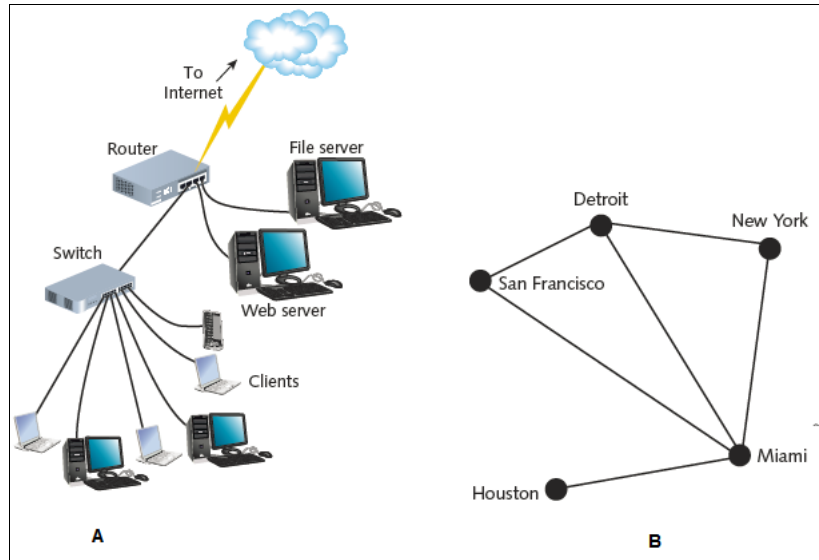 To
Internet
Router
File server
Switch
Web server
Clients
A
Detroit
New York
San Francisco
Miami
Houston
B